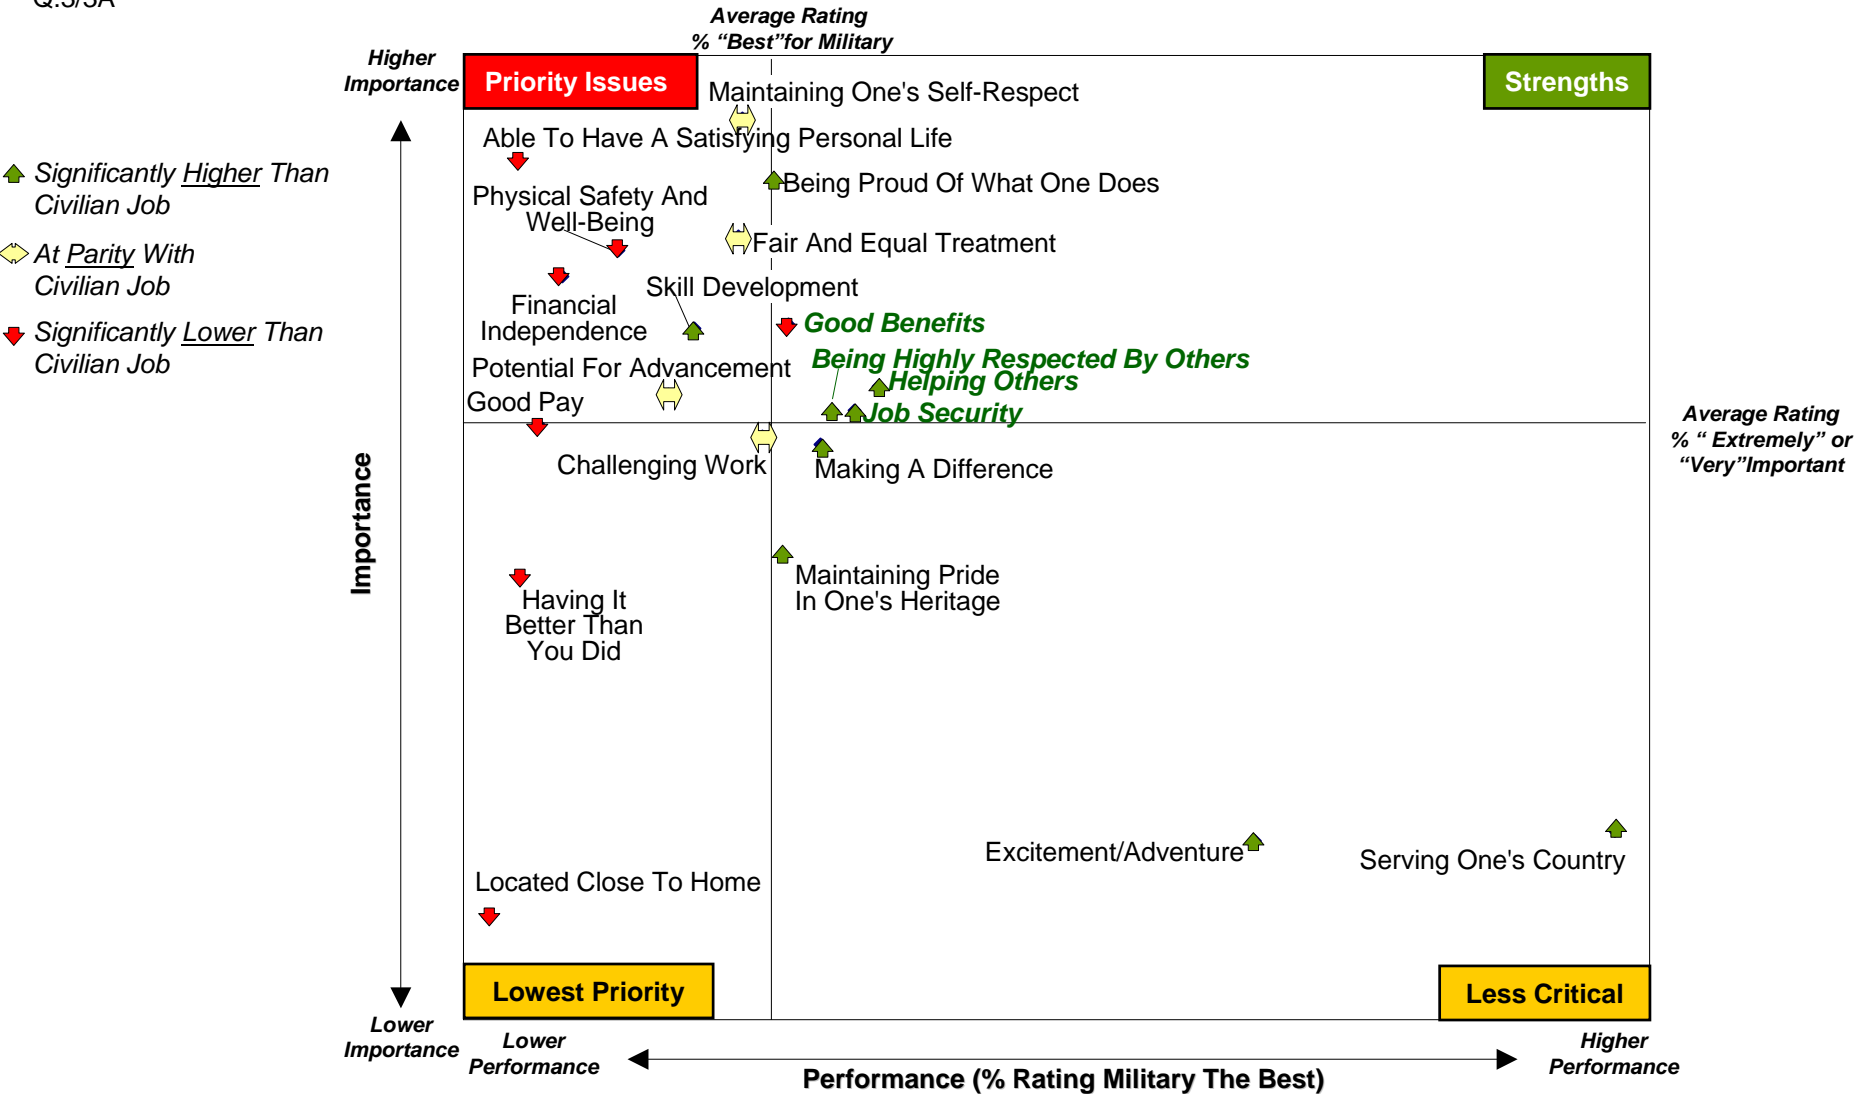 Q.3/3A
Average Rating
% “Best”for Military
Higher
Importance
Priority Issues
Strengths
Maintaining One's Self-Respect
Able To Have A Satisfying Personal Life
Significantly Higher Than
Civilian Job
At Parity With
Civilian Job
Significantly Lower Than
Civilian Job
Being Proud Of What One Does
Physical Safety And
Well-Being
Fair And Equal Treatment
Skill Development
Financial
Independence
Good Benefits
Being Highly Respected By Others
Potential For Advancement
Helping Others
Good Pay
Job Security
Average Rating
% “ Extremely” or
“Very”Important
Challenging Work
Making A Difference
Importance
Maintaining Pride
In One's Heritage
Having It
Better Than
You Did
Excitement/Adventure
Serving One's Country
Located Close To Home
Lowest Priority
Less Critical
Lower
Importance
Lower
Performance
Higher
Performance
Performance (% Rating Military The Best)